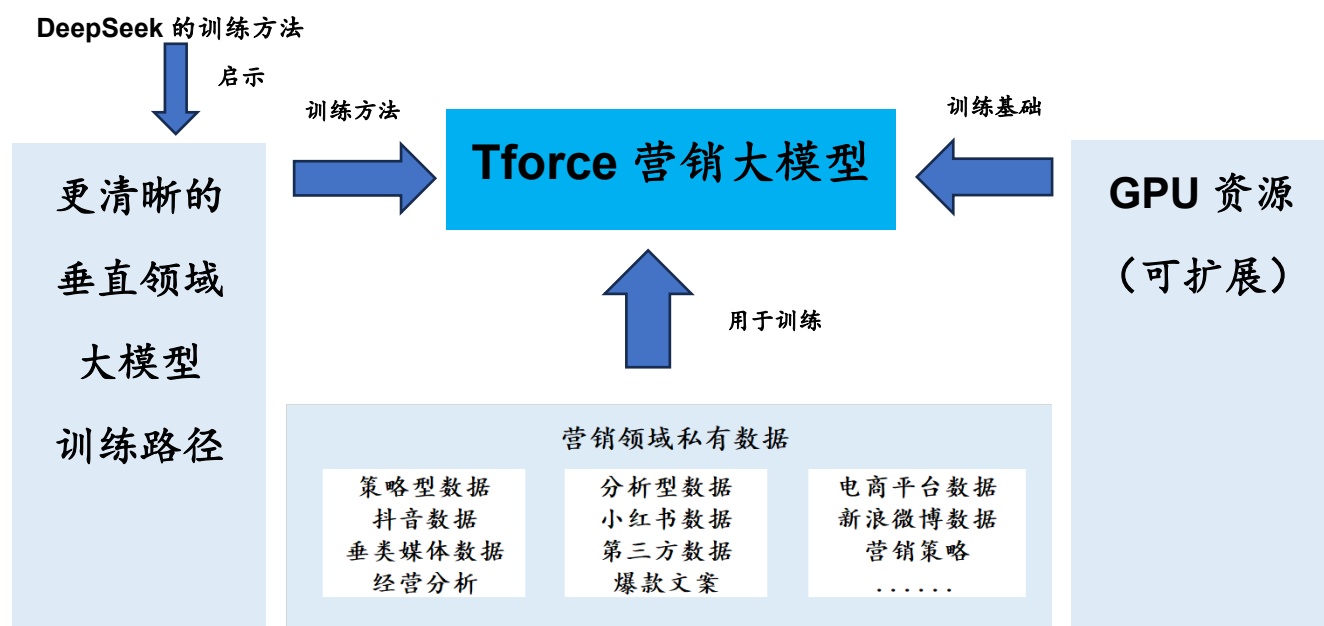 DeepSeek 的训练方法
启示
训练方法
训练基础
Tforce 营销大模型
更清晰的
垂直领域
大模型
训练路径
GPU 资源
（可扩展）
用于训练
营销领域私有数据
策略型数据
抖音数据
垂类媒体数据
经营分析
分析型数据
小红书数据
第三方数据
爆款文案
电商平台数据
新浪微博数据
营销策略
......